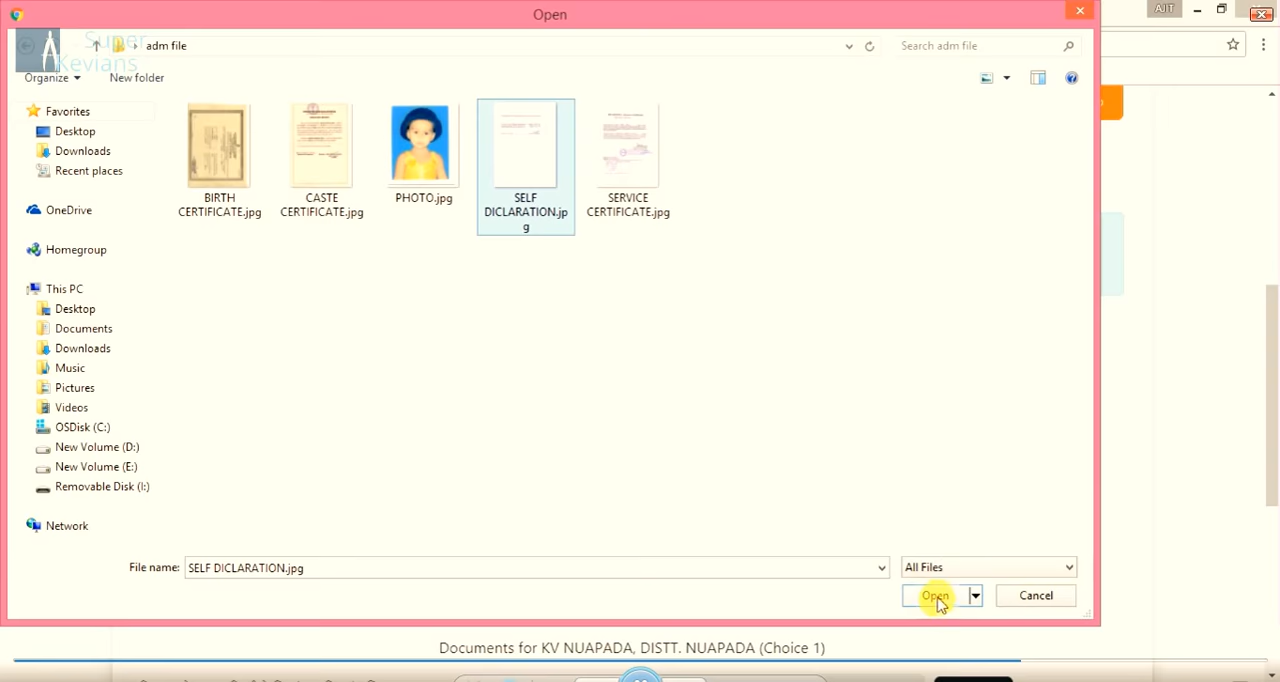 Open
AJT
Super
Kevians
adm file
Search adm file
Organize
New folder
Favorites
Desktop
Downloads
Recent places
OneDrive
Homegroup
This PC
Desktop
Documents
Downloads
Music
Pictures
Videos
OSDisk (C:)
New Volume (D:)
New Volume (E:)
Removable Disk (I:)
Network
BIRTH
CERTIFICATE.jpg
CASTE
CERTIFICATE.jpg
PHOTO.jpg
SELF
DICLARATION.jp
g
SERVICE
CERTIFICATE.jpg
File name: SELF DICLARATION.jpg
All Files
Open
Cancel
Documents for KV NUAPADA, DISTT. NUAPADA (Choice 1)